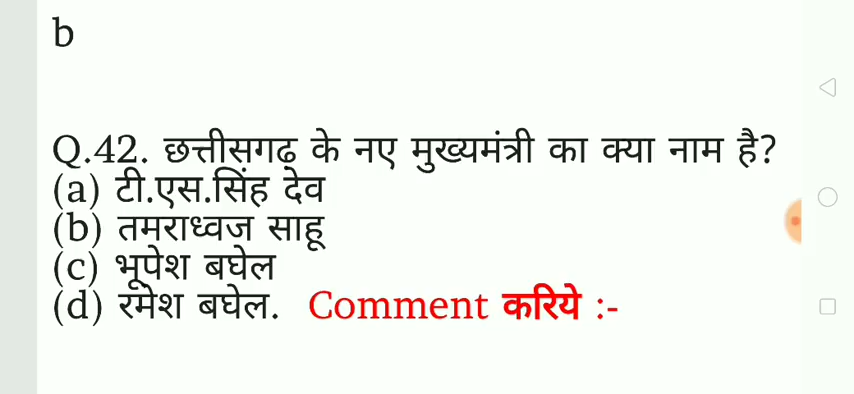 b
Q.42. छत्तीसगढ़ के नए मुख्यमंत्री का क्या नाम है?
(a) टी.एस.सिंह देव
(b) तमराध्वज साहू
(c) भूपेश बघेल
(d) रमेश बघेल. Comment करिये :-